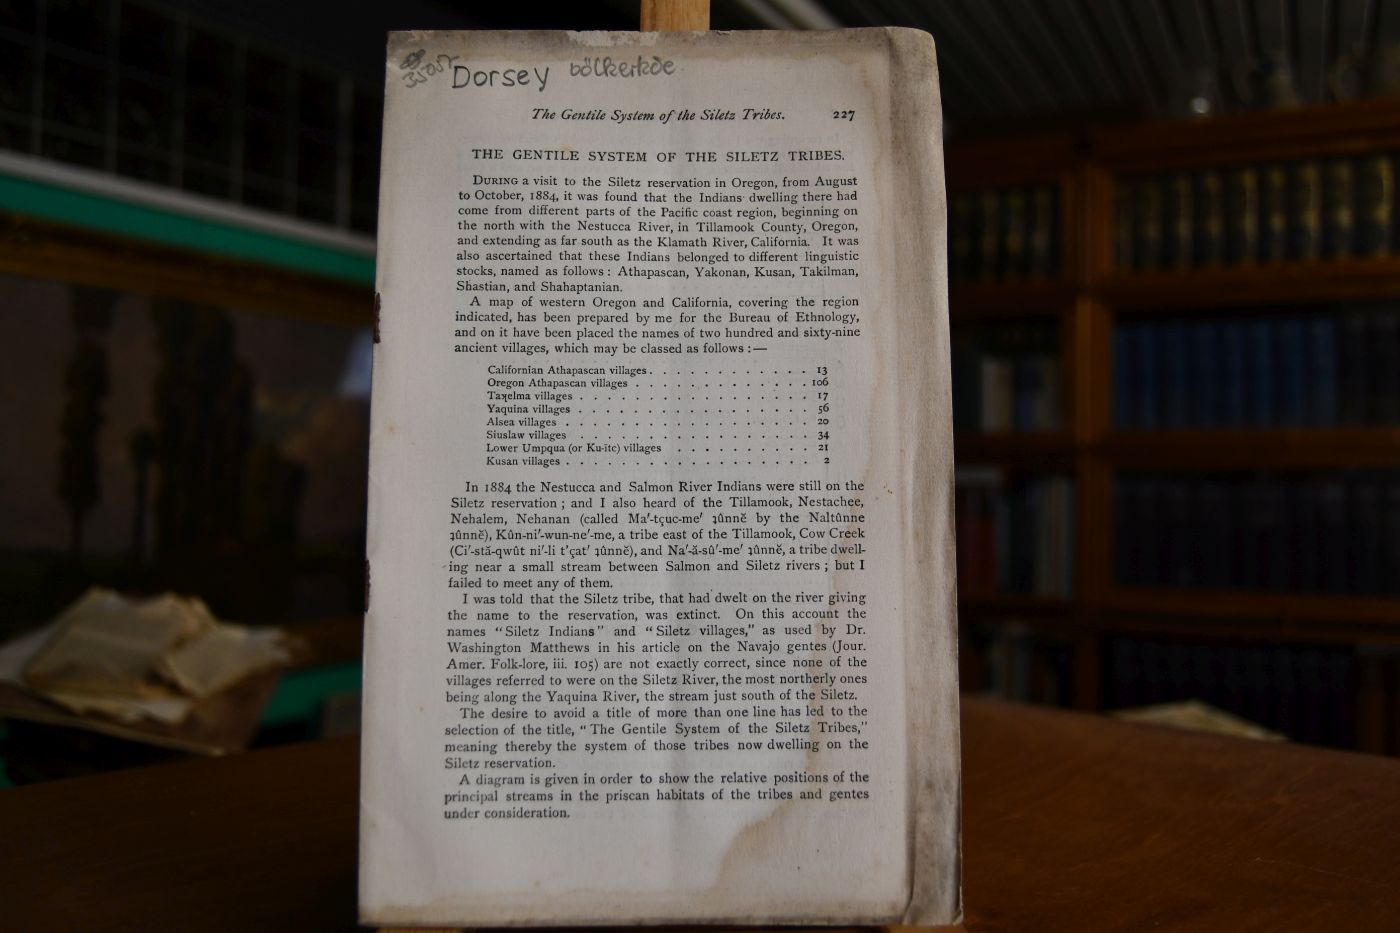 Dorsey
The Gentile System of the Siletz Tribes. 227
THE GENTILE SYSTEM OF THE SILETZ TRIBES.
DURING a visit to the Siletz reservation in Oregon, from August
to October, 1884, it was found that the Indians dwelling there had
come from different parts of the Pacific coast region, beginning on
the north with the Nestucca River, in Tillamook County, Oregon,
and extending as far south as the Klamath River, California. It was
also ascertained that these Indians belonged to different linguistic
stocks, named as follows : Athapascan, Yakonan, Kusan, Takilman,
Shastian, and Shahaptanian.
A map of western Oregon and California, covering the region
indicated, has been prepared by me for the Bureau of Ethnology,
and on it have been placed the names of two hundred and sixty-nine
ancient villages, which may be classed as follows : —
Californian Athapascan villages . . . . . . . . . . . 13
Oregon Athapascan villages . . . . . . . . . . . . 106
Taʞelma villages . . . . . . . . . . . . . . . 17
Yaquina villages . . . . . . . . . . . . . . . 56
Alsea villages . . . . . . . . . . . . . . . . 20
Siuslaw villages . . . . . . . . . . . . . . . 34
Lower Umpqua (or Ku-itc) villages . . . . . . . . . 21
Kusan villages . . . . . . . . . . . . . . . . 2
In 1884 the Nestucca and Salmon River Indians were still on the
Siletz reservation ; and I also heard of the Tillamook, Nestachee,
Nehalem, Nehanan (called Ma′-tçuc-me′ ʇûnnĕ by the Naltûnne
ʇûnnĕ), Kûn-ni′-wun-ne′-me, a tribe east of the Tillamook, Cow Creek
(Ci′-stă-qwût ni′-li t’çat′ ʇûnnĕ), and Na′-ă-sû′-me′ ʇûnnĕ, a tribe dwell-
ing near a small stream between Salmon and Siletz rivers ; but I
failed to meet any of them.
I was told that the Siletz tribe, that had dwelt on the river giving
the name to the reservation, was extinct. On this account the
names “Siletz Indians” and “Siletz villages,” as used by Dr.
Washington Matthews in his article on the Navajo gentes (Jour.
Amer. Folk-lore, iii. 105) are not exactly correct, since none of the
villages referred to were on the Siletz River, the most northerly ones
being along the Yaquina River, the stream just south of the Siletz.
The desire to avoid a title of more than one line has led to the
selection of the title, “The Gentile System of the Siletz Tribes,”
meaning thereby the system of those tribes now dwelling on the
Siletz reservation.
A diagram is given in order to show the relative positions of the
principal streams in the priscan habitats of the tribes and gentes
under consideration.